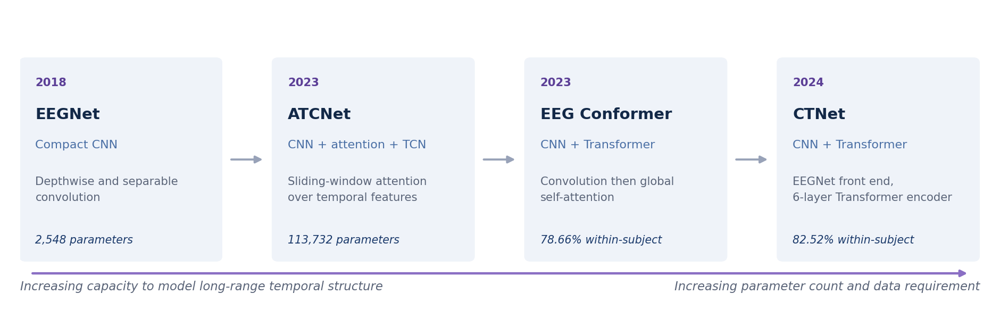 2018
EEGNet
Compact CNN
Depthwise and separable
convolution
2,548 parameters
2023
ATCNet
CNN + attention + TCN
Sliding-window attention
over temporal features
113,732 parameters
2023
EEG Conformer
CNN + Transformer
Convolution then global
self-attention
78.66% within-subject
2024
CTNet
CNN + Transformer
EEGNet front end,
6-layer Transformer encoder
82.52% within-subject
Increasing capacity to model long-range temporal structure
Increasing parameter count and data requirement